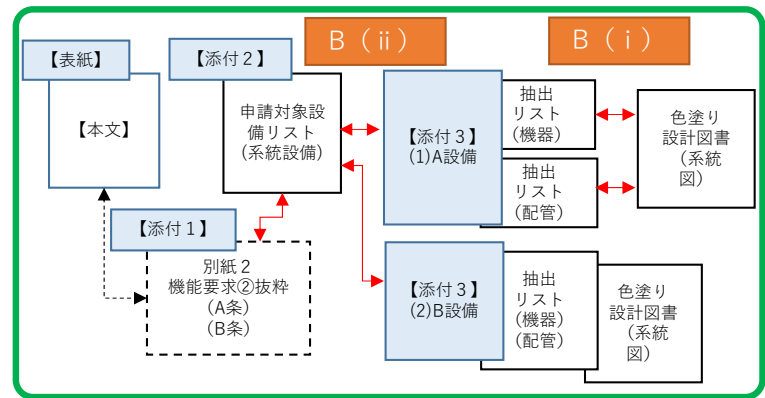 B（ⅱ）
B（ⅰ）
【表紙】
【本文】
【添付２】
申請対象設
備リスト
(系統設備)
【添付１】
別紙２
機能要求②抜粋
(A条)
(B条)
【添付３】
(1)A設備
抽出
リスト
(機器)
抽出
リスト
(配管)
色塗り
設計図書
(系統
図)
【添付３】
(2)B設備
抽出
リスト
(機器)
(配管)
色塗り
設計図書
(系統
図)